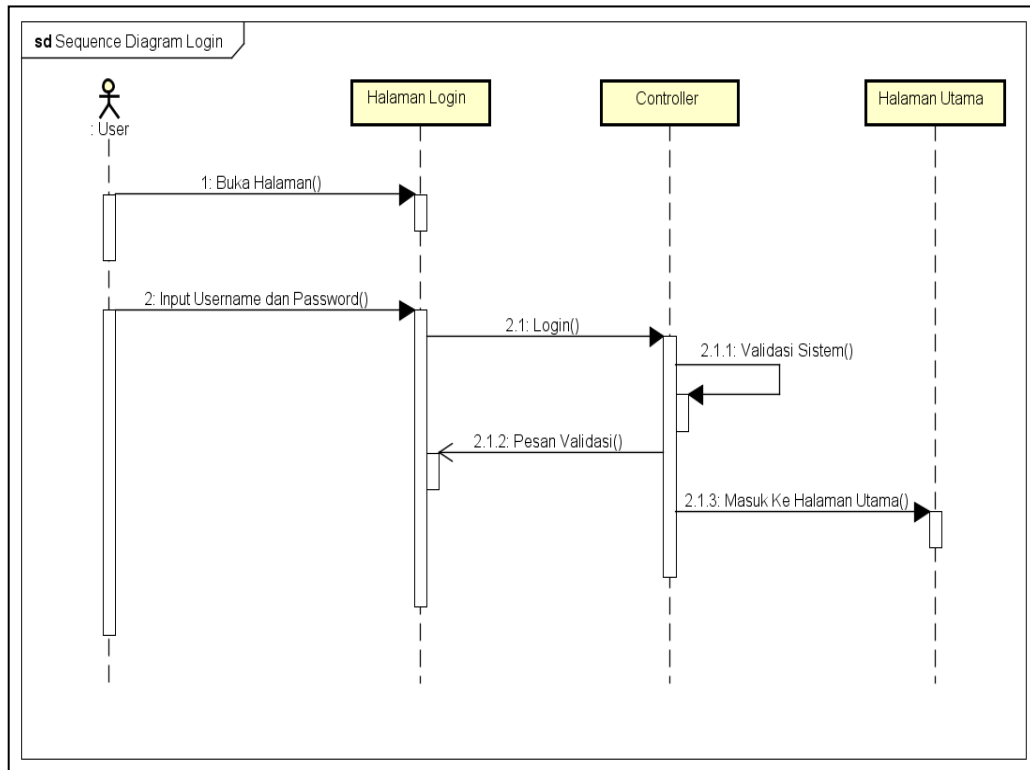 sd Sequence Diagram Login
: User
Halaman Login
Controller
Halaman Utama
1: Buka Halaman()
2: Input Username dan Password()
2.1: Login()
2.1.1: Validasi Sistem()
2.1.2: Pesan Validasi()
2.1.3: Masuk Ke Halaman Utama()